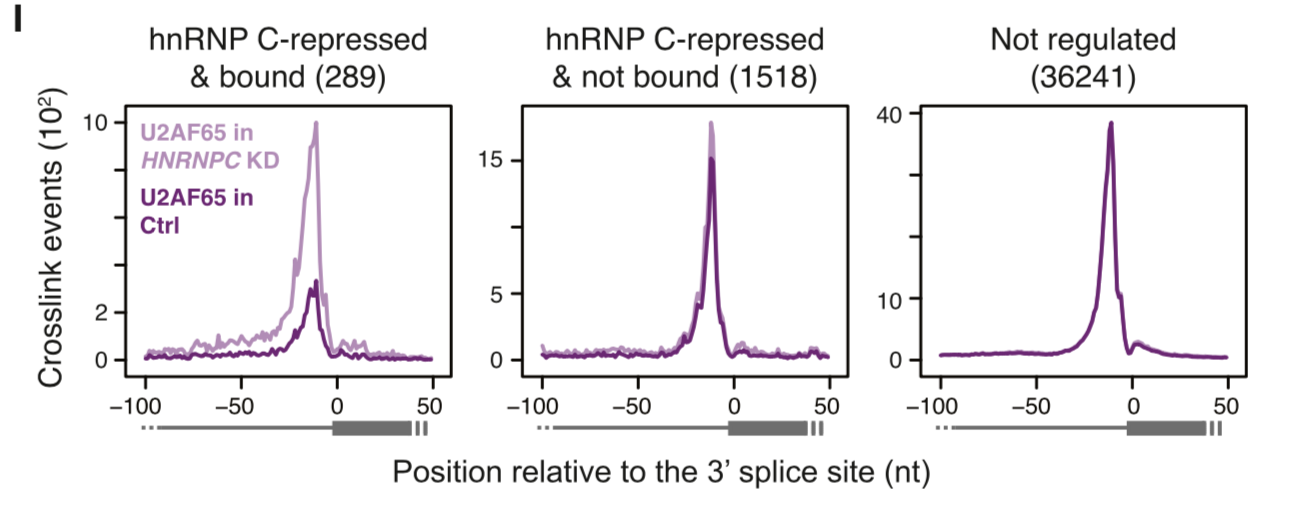 I
hnRNP C-repressed
& bound (289)
hnRNP C-repressed
& not bound (1518)
Not regulated
(36241)
Crosslink events (10²)
10
2
0
U2AF65 in
HNRNPC KD
U2AF65 in
Ctrl
−100 −50 0 50
15
5
0
−100 −50 0 50
40
10
0
−100 −50 0 50
Position relative to the 3’ splice site (nt)